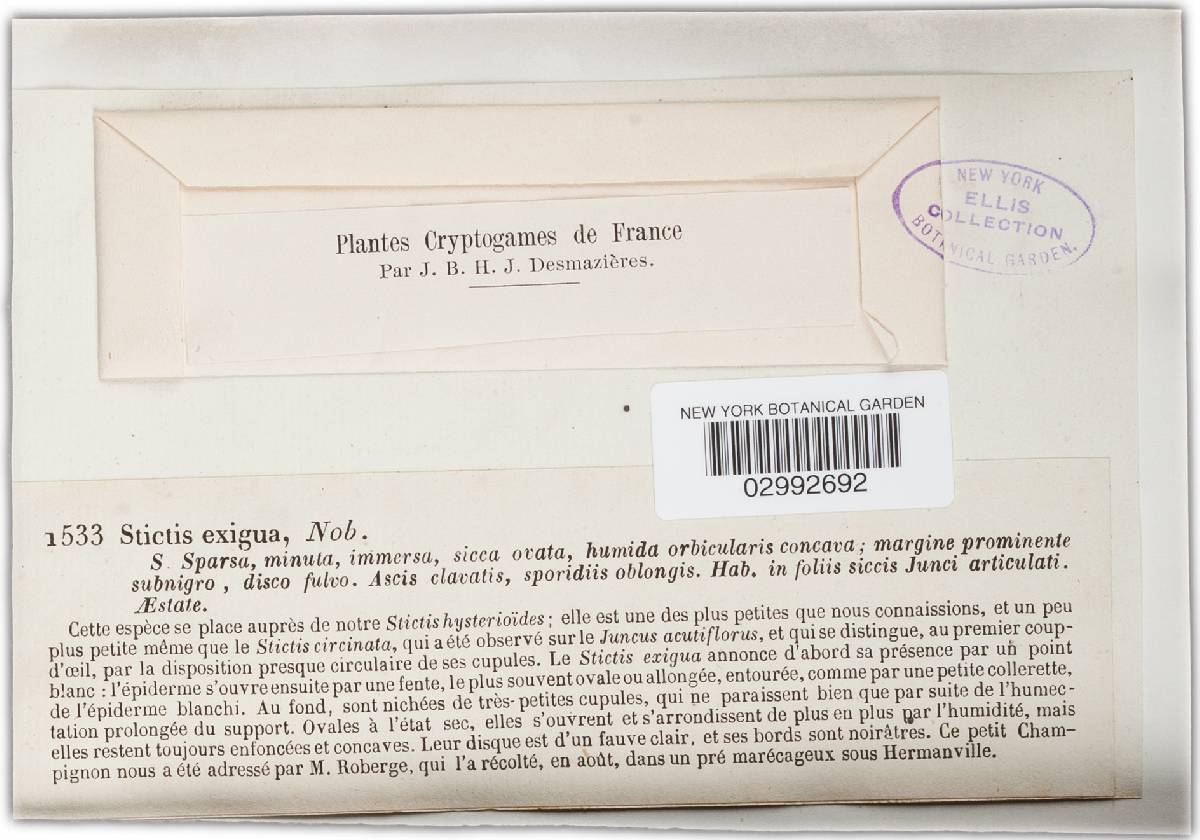 Plantes Cryptogames de France
Par J. B. H. J. Desmazières.
NEW YORK
ELLIS
COLLECTION
BOTANICAL GARDEN.
NEW YORK BOTANICAL GARDEN
02992692
1533 Stictis exigua, Nob.
S. Sparsa, minuta, immersa, sicca ovata, humida orbicularis concava; margine prominente
subnigro, disco fulvo. Ascis clavatis, sporidiis oblongis. Hab. in foliis siccis Junci articulati.
Æstate.
Cette espèce se place auprès de notre Stictis hysterioïdes; elle est une des plus petites que nous connaissions, et un peu
plus petite même que le Stictis circinata, qui a été observé sur le Juncus acutiflorus, et qui se distingue, au premier coup-
d'œil, par la disposition presque circulaire de ses cupules. Le Stictis exigua annonce d'abord sa présence par un point
blanc : l'épiderme s'ouvre ensuite par une fente, le plus souvent ovale ou allongée, entourée, comme par une petite collerette,
de l'épiderme blanchi. Au fond, sont nichées de très-petites cupules, qui ne paraissent bien que par suite de l'humec-
tation prolongée du support. Ovales à l'état sec, elles s'ouvrent et s'arrondissent de plus en plus par l'humidité, mais
elles restent toujours enfoncées et concaves. Leur disque est d'un fauve clair, et ses bords sont noirâtres. Ce petit Cham-
pignon nous a été adressé par M. Roberge, qui l'a récolté, en août, dans un pré marécageux sous Hermanville.